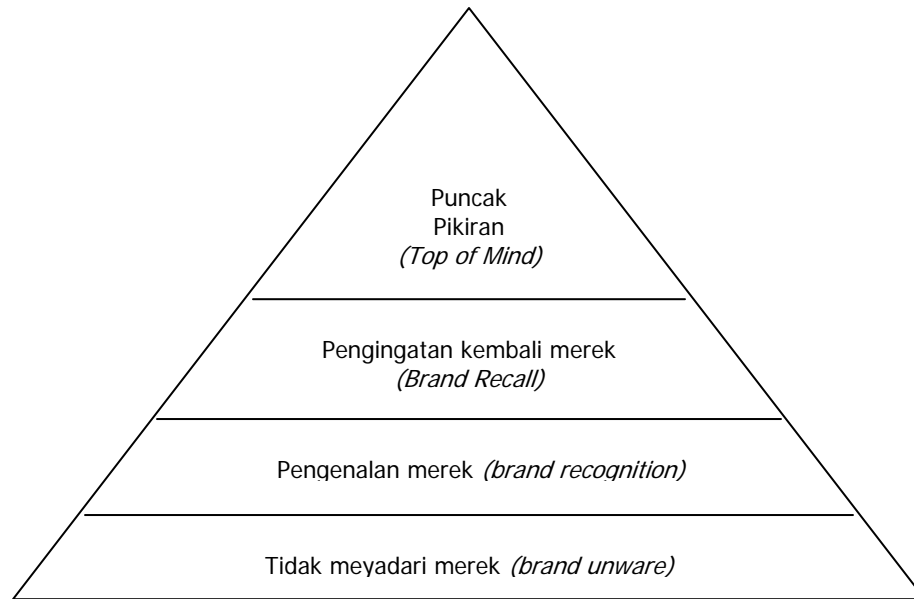 Puncak
Pikiran
(Top of Mind)
Pengingatan kembali merek
(Brand Recall)
Pengenalan merek (brand recognition)
Tidak meyadari merek (brand unware)